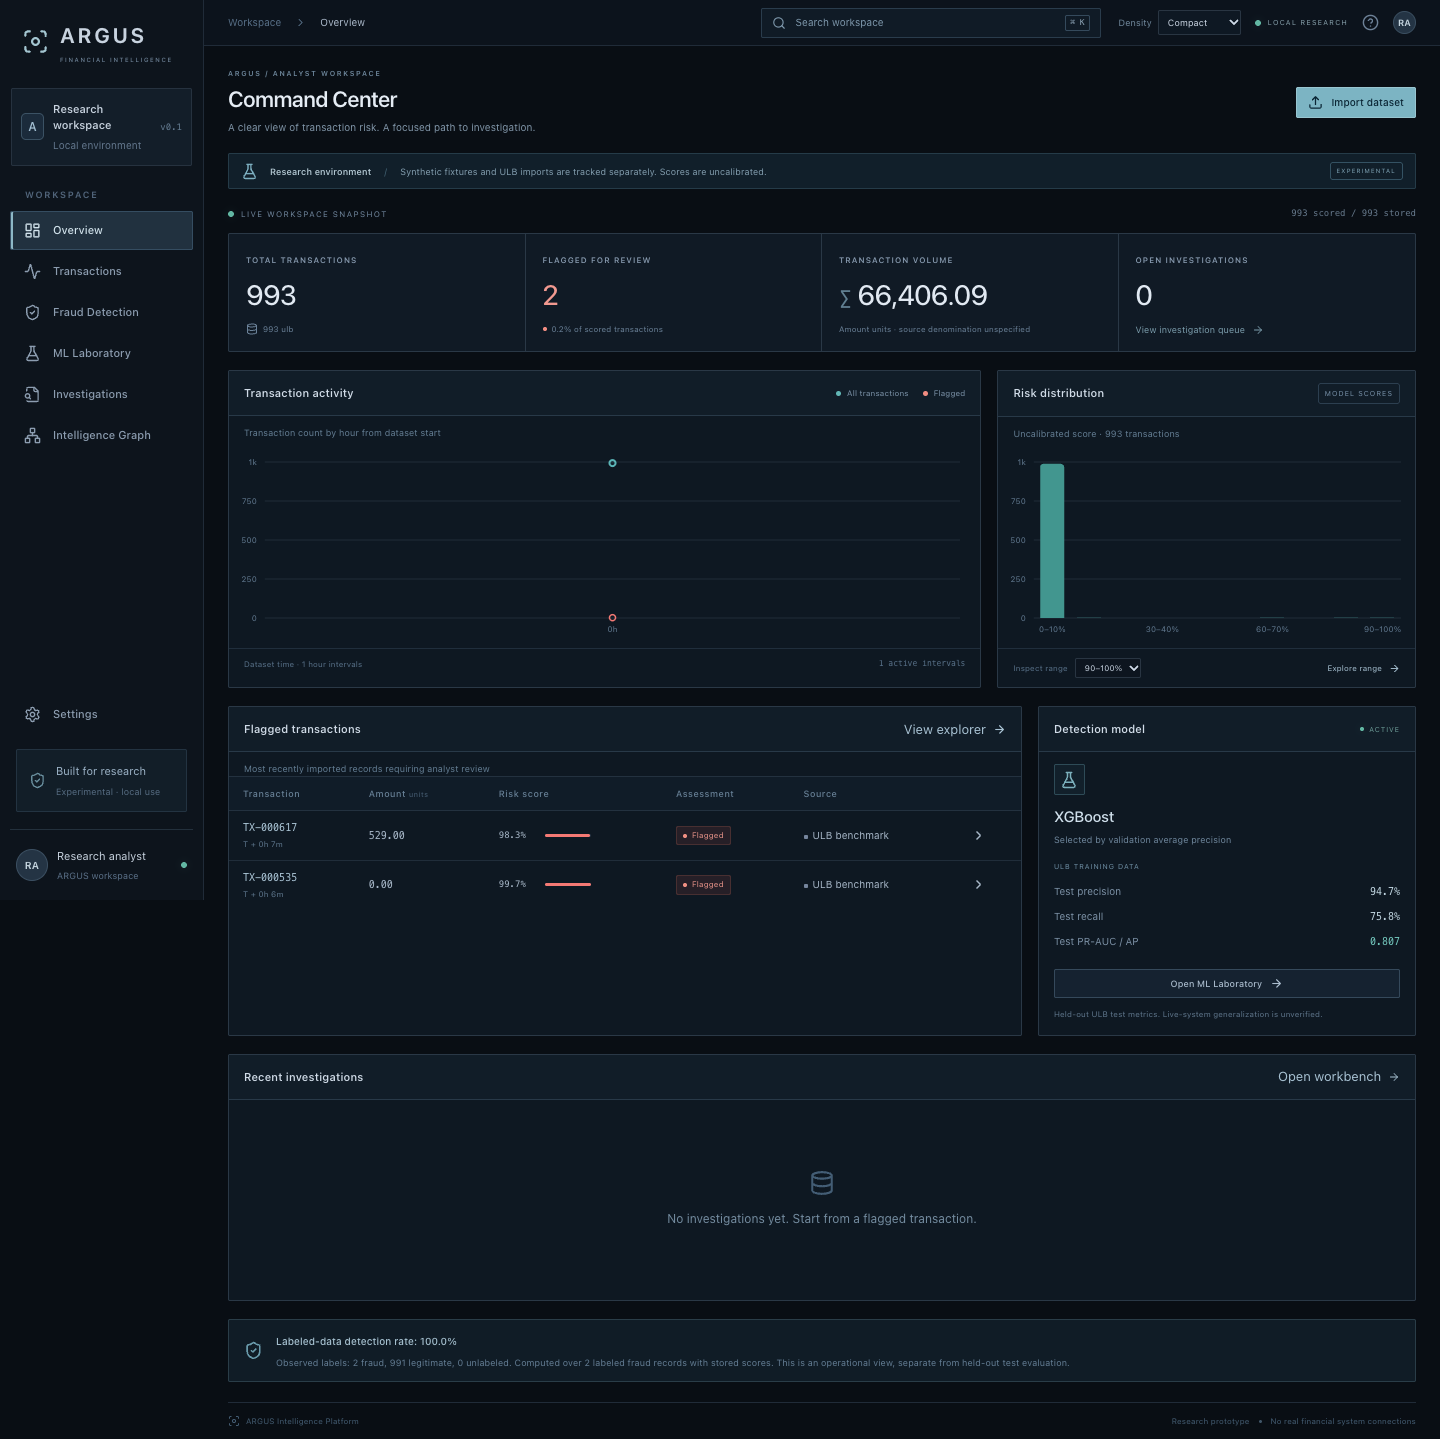 ARGUS
FINANCIAL INTELLIGENCE
A
Research workspace
v0.1
Local environment
WORKSPACE
Overview
Transactions
Fraud Detection
ML Laboratory
Investigations
Intelligence Graph
Settings
Built for research
Experimental · local use
RA
Research analyst
ARGUS workspace
Workspace > Overview
Search workspace
⌘ K
Density
Compact
LOCAL RESEARCH
RA
ARGUS / ANALYST WORKSPACE
Command Center
A clear view of transaction risk. A focused path to investigation.
Import dataset
Research environment / Synthetic fixtures and ULB imports are tracked separately. Scores are uncalibrated.
EXPERIMENTAL
LIVE WORKSPACE SNAPSHOT
993 scored / 993 stored
TOTAL TRANSACTIONS
993
993 ulb
FLAGGED FOR REVIEW
2
0.2% of scored transactions
TRANSACTION VOLUME
∑ 66,406.09
Amount units · source denomination unspecified
OPEN INVESTIGATIONS
0
View investigation queue →
Transaction activity
All transactions
Flagged
Transaction count by hour from dataset start
1k
750
500
250
0
0h
Dataset time · 1 hour intervals
1 active intervals
Risk distribution
MODEL SCORES
Uncalibrated score · 993 transactions
1k
750
500
250
0
0–10% 30–40% 60–70% 90–100%
Inspect range
90–100%
Explore range →
Flagged transactions
View explorer →
Most recently imported records requiring analyst review
Transaction Amount units Risk score Assessment Source
TX–000617
T + 0h 7m
529.00
98.3%
Flagged
ULB benchmark
TX–000535
T + 0h 6m
0.00
99.7%
Flagged
ULB benchmark
Detection model
ACTIVE
XGBoost
Selected by validation average precision
ULB TRAINING DATA
Test precision 94.7%
Test recall 75.8%
Test PR-AUC / AP 0.807
Open ML Laboratory →
Held-out ULB test metrics. Live-system generalization is unverified.
Recent investigations
Open workbench →
No investigations yet. Start from a flagged transaction.
Labeled-data detection rate: 100.0%
Observed labels: 2 fraud, 991 legitimate, 0 unlabeled. Computed over 2 labeled fraud records with stored scores. This is an operational view, separate from held-out test evaluation.
ARGUS Intelligence Platform
Research prototype • No real financial system connections